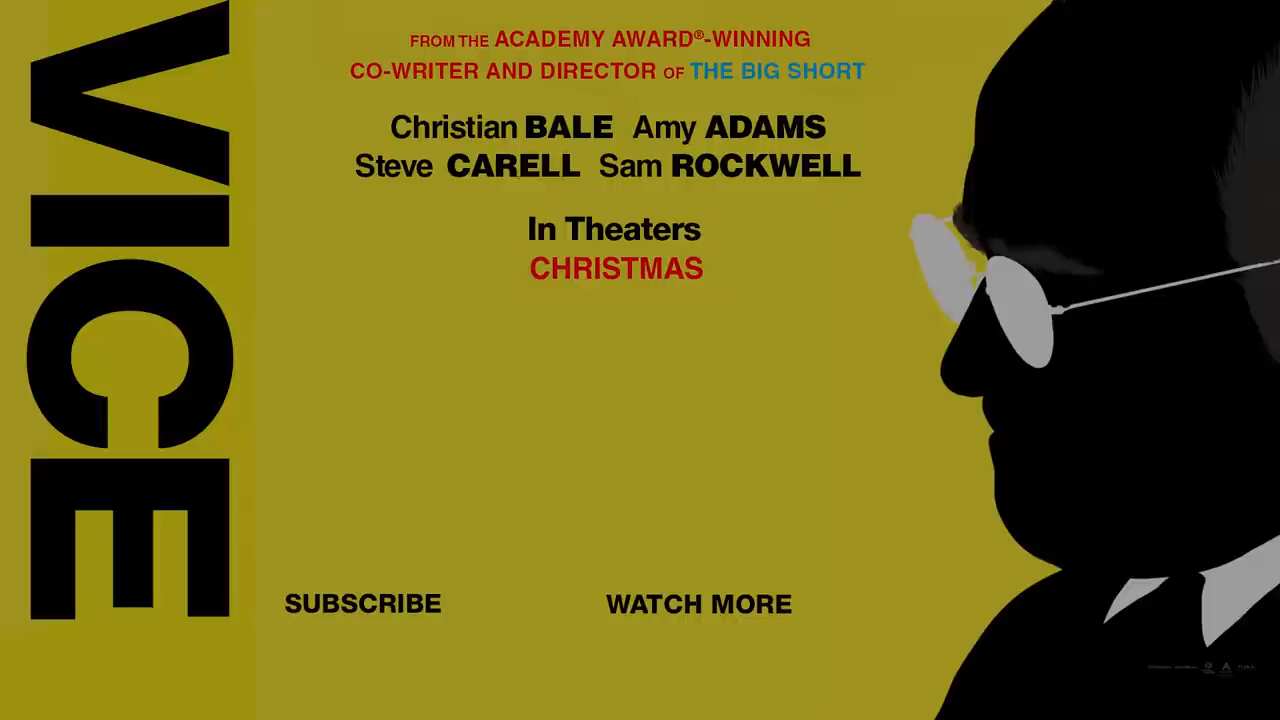 VICE
FROM THE ACADEMY AWARD®-WINNING
CO-WRITER AND DIRECTOR OF THE BIG SHORT
Christian BALE Amy ADAMS
Steve CARELL Sam ROCKWELL
In Theaters
CHRISTMAS
SUBSCRIBE
WATCH MORE